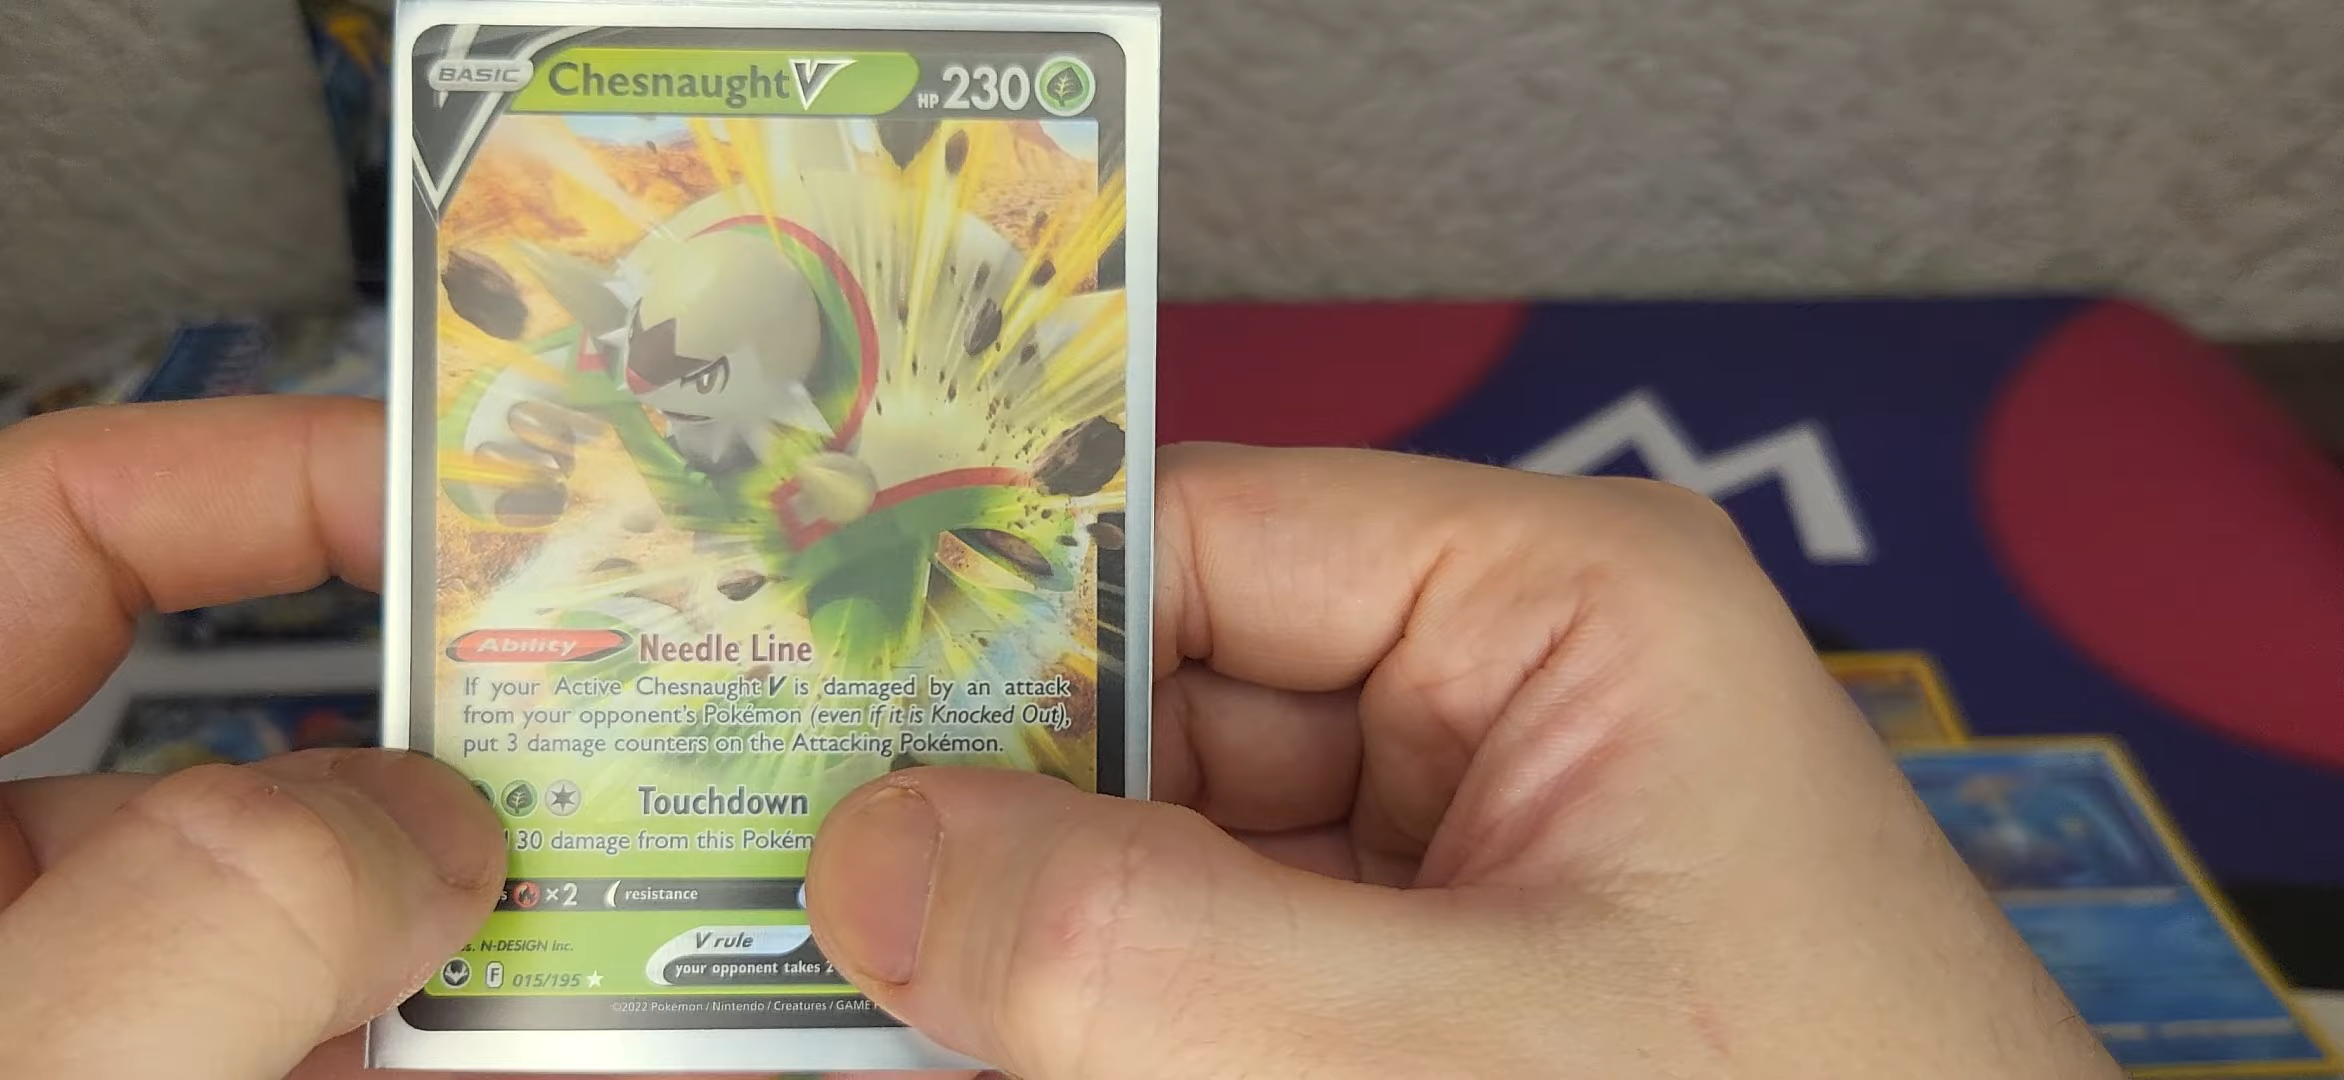 BASIC Chesnaught V HP 230
Ability Needle Line
If your Active Chesnaught V is damaged by an attack
from your opponent's Pokémon (even if it is Knocked Out),
put 3 damage counters on the Attacking Pokémon.
Touchdown
30 damage from this
×2 resistance
N-DESIGN Inc.
V rule
your opponent takes 2
F 015/195
©2022 Pokémon / Nintendo / Creatures / GAME